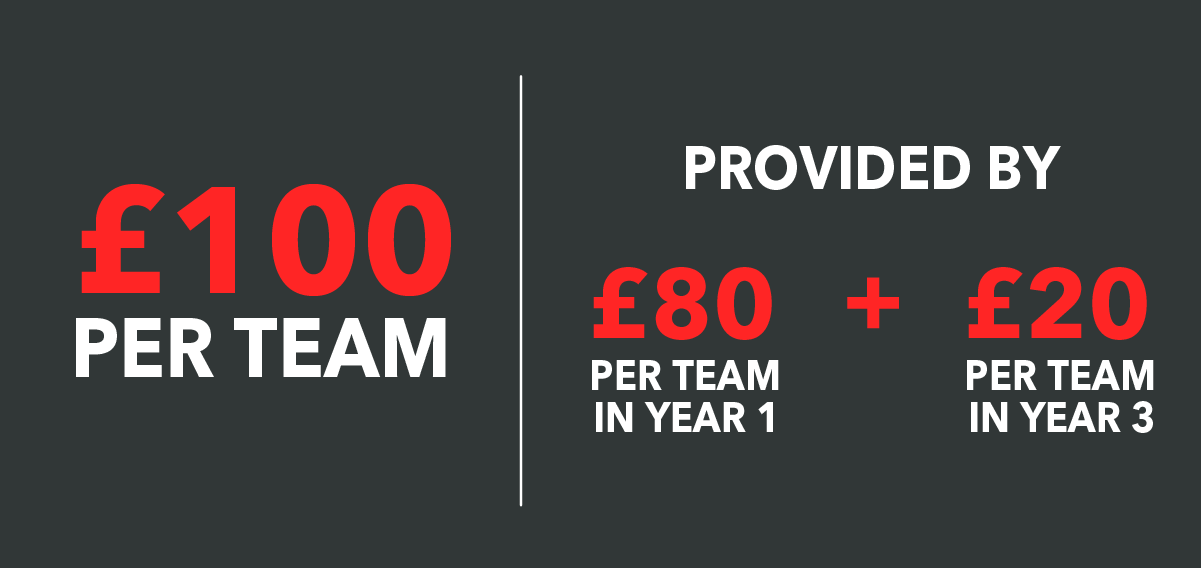 £100
PER TEAM
PROVIDED BY
£80 + £20
PER TEAM PER TEAM
IN YEAR 1 IN YEAR 3